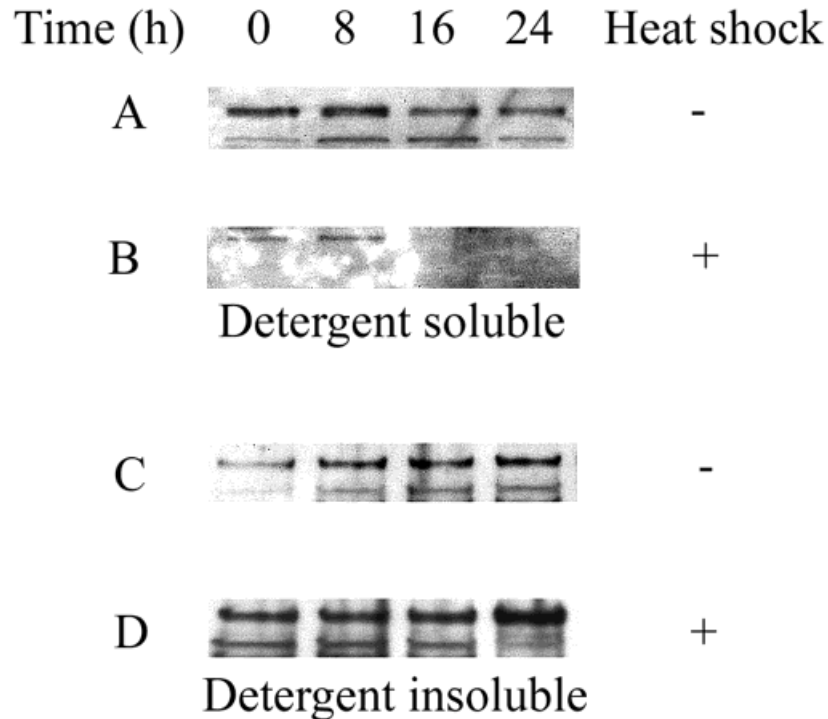 Time (h) 0 8 16 24 Heat shock
A -
B +
Detergent soluble
C -
D +
Detergent insoluble